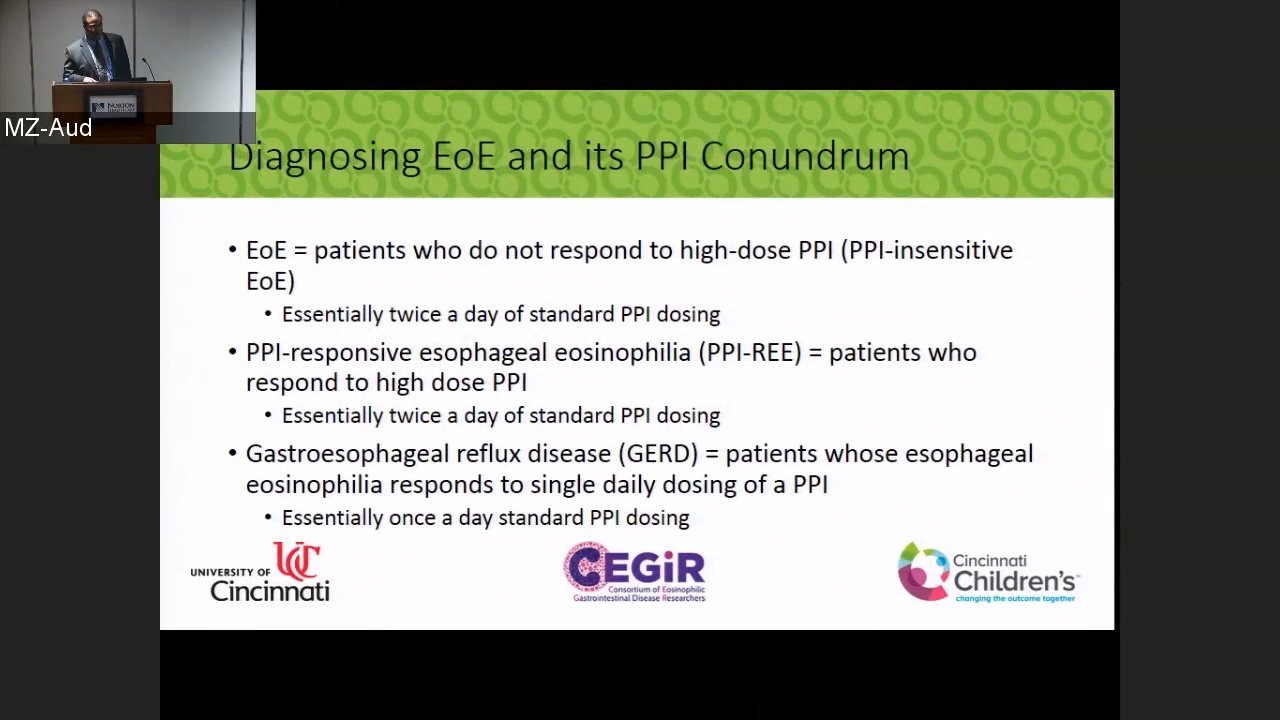 NORTON
HEALTHCARE
MZ-Aud
Diagnosing EoE and its PPI Conundrum
• EoE = patients who do not respond to high-dose PPI (PPI-insensitive
EoE)
• Essentially twice a day of standard PPI dosing
• PPI-responsive esophageal eosinophilia (PPI-REE) = patients who
respond to high dose PPI
• Essentially twice a day of standard PPI dosing
• Gastroesophageal reflux disease (GERD) = patients whose esophageal
eosinophilia responds to single daily dosing of a PPI
• Essentially once a day standard PPI dosing
UC
UNIVERSITY OF
Cincinnati
CEGiR
Consortium of Eosinophilic
Gastrointestinal Disease Researchers
Cincinnati
Children's™
changing the outcome together